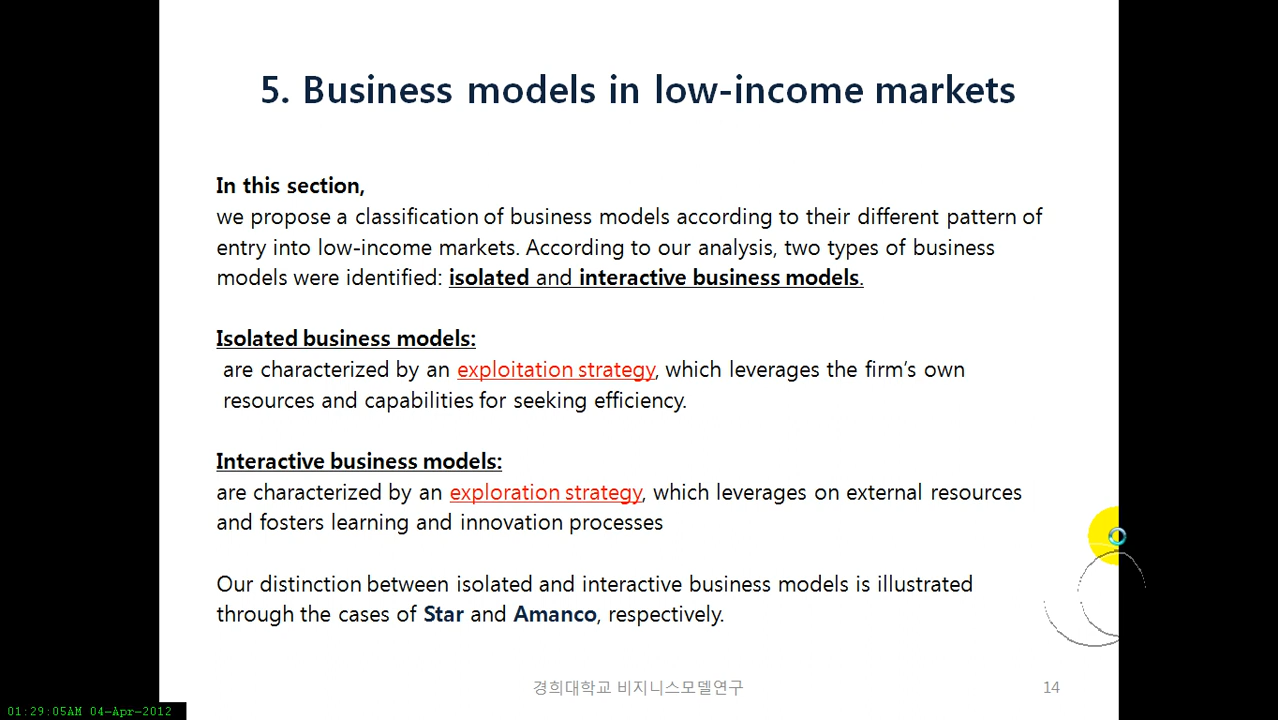 5. Business models in low-income markets
In this section,
we propose a classification of business models according to their different pattern of
entry into low-income markets. According to our analysis, two types of business
models were identified: isolated and interactive business models.
Isolated business models:
are characterized by an exploitation strategy, which leverages the firm's own
resources and capabilities for seeking efficiency.
Interactive business models:
are characterized by an exploration strategy, which leverages on external resources
and fosters learning and innovation processes
Our distinction between isolated and interactive business models is illustrated
through the cases of Star and Amanco, respectively.
경희대학교 비지니스모델연구
14
01:29:05AM 04-Apr-2012